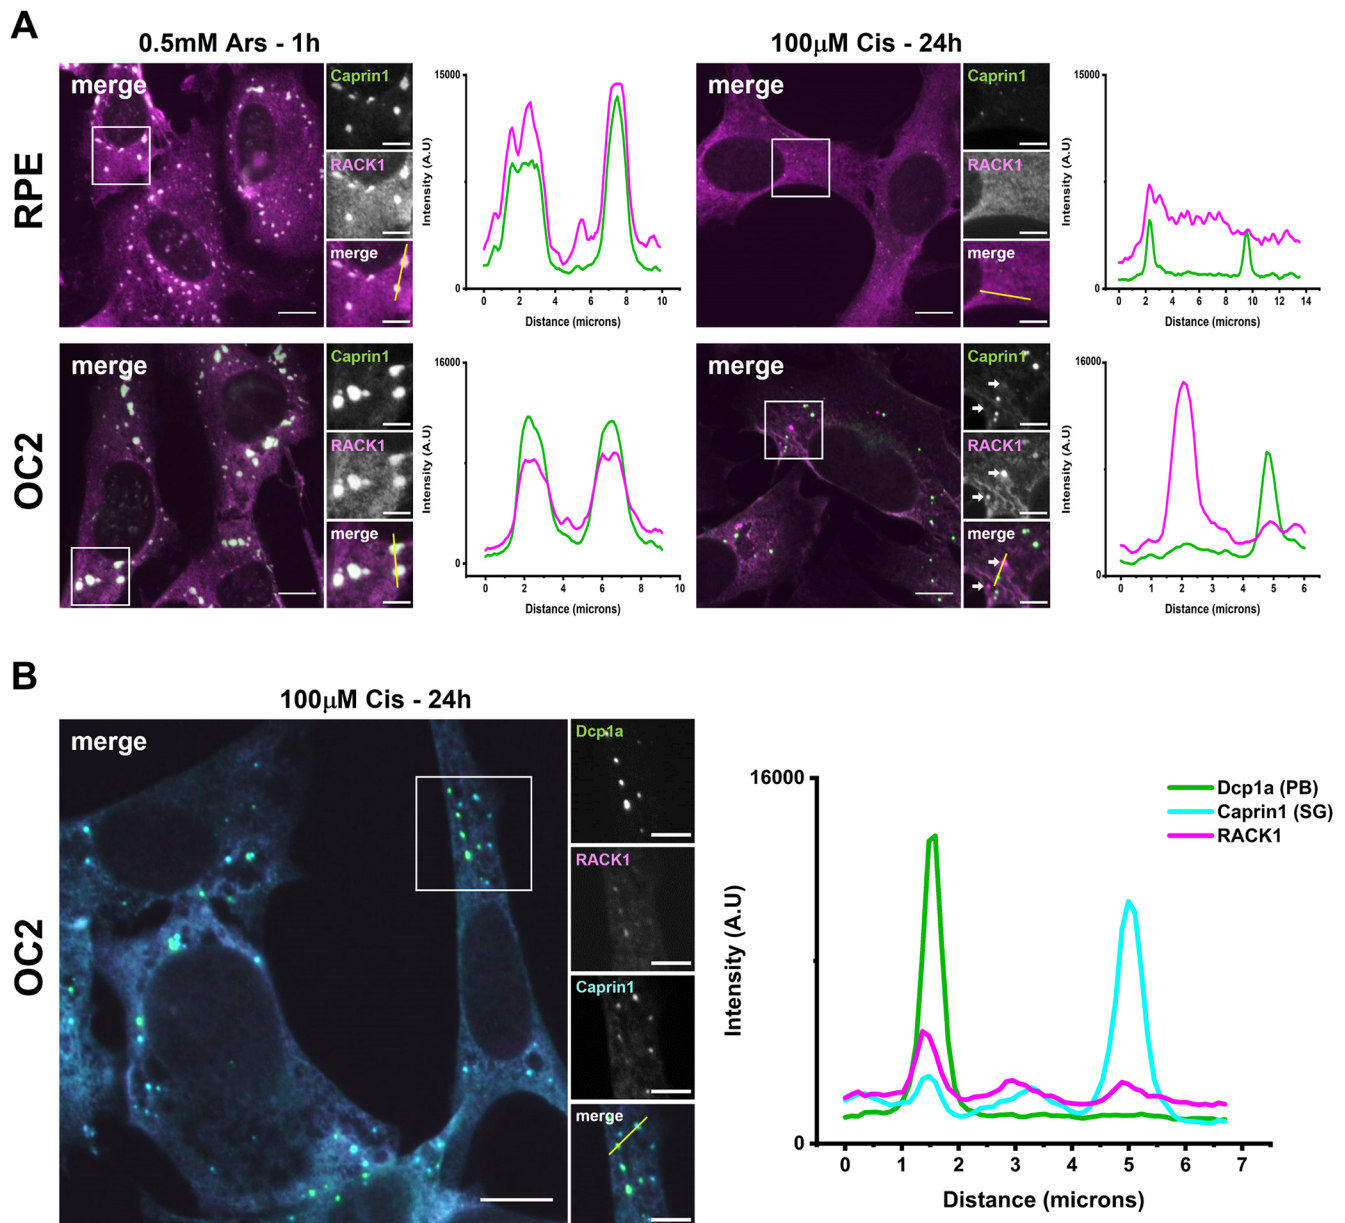 A
0.5mM Ars - 1h
100μM Cis - 24h
RPE
merge
Caprin1
RACK1
merge
15000
0
Intensity (A.U)
0 2 4 6 8 10
Distance (microns)
merge
Caprin1
RACK1
merge
15000
0
Intensity (A.U)
0 2 4 6 8 10 12 14
Distance (microns)
OC2
merge
Caprin1
RACK1
merge
16000
0
Intensity (A.U)
0 2 4 6 8 10
Distance (microns)
merge
Caprin1
RACK1
merge
16000
0
Intensity (A.U)
0 1 2 3 4 5 6
Distance (microns)
B
100μM Cis - 24h
OC2
merge
Dcp1a
RACK1
Caprin1
merge
16000
0
Intensity (A.U)
Dcp1a (PB)
Caprin1 (SG)
RACK1
0 1 2 3 4 5 6 7
Distance (microns)